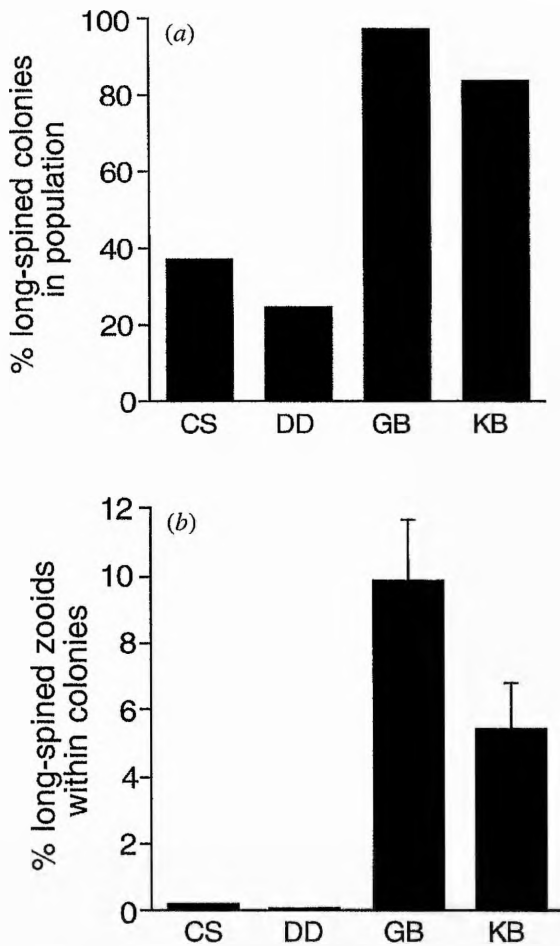 (a)
% long-spined colonies
in population
100
80
60
40
20
0
CS DD GB KB
(b)
% long-spined zooids
within colonies
12
10
8
6
4
2
0
CS DD GB KB